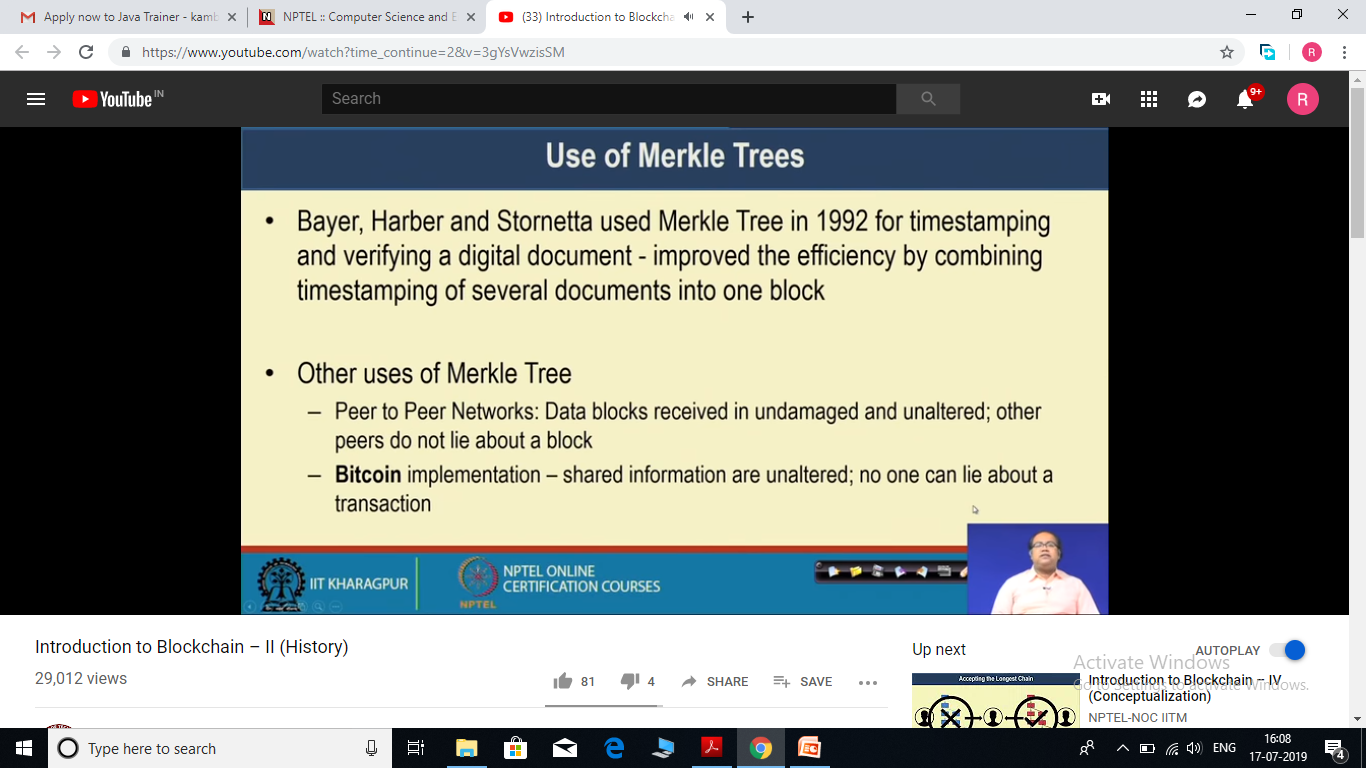 Apply now to Java Trainer - kamb
NPTEL :: Computer Science and E
(33) Introduction to Blockcha
https://www.youtube.com/watch?time_continue=2&v=3gYsVwzisSM
R
YouTube IN
Search
9+
R
Use of Merkle Trees
• Bayer, Harber and Stornetta used Merkle Tree in 1992 for timestamping
and verifying a digital document - improved the efficiency by combining
timestamping of several documents into one block
• Other uses of Merkle Tree
– Peer to Peer Networks: Data blocks received in undamaged and unaltered; other
peers do not lie about a block
– Bitcoin implementation – shared information are unaltered; no one can lie about a
transaction
IIT KHARAGPUR
NPTEL
NPTEL ONLINE
CERTIFICATION COURSES
Introduction to Blockchain – II (History)
29,012 views
81
4
SHARE
SAVE
Up next
AUTOPLAY
Activate Windows
Go to Settings to activate Windows.
Accepting the Longest Chain
Introduction to Blockchain – IV
(Conceptualization)
NPTEL-NOC IITM
Type here to search
ENG
16:08
17-07-2019
4